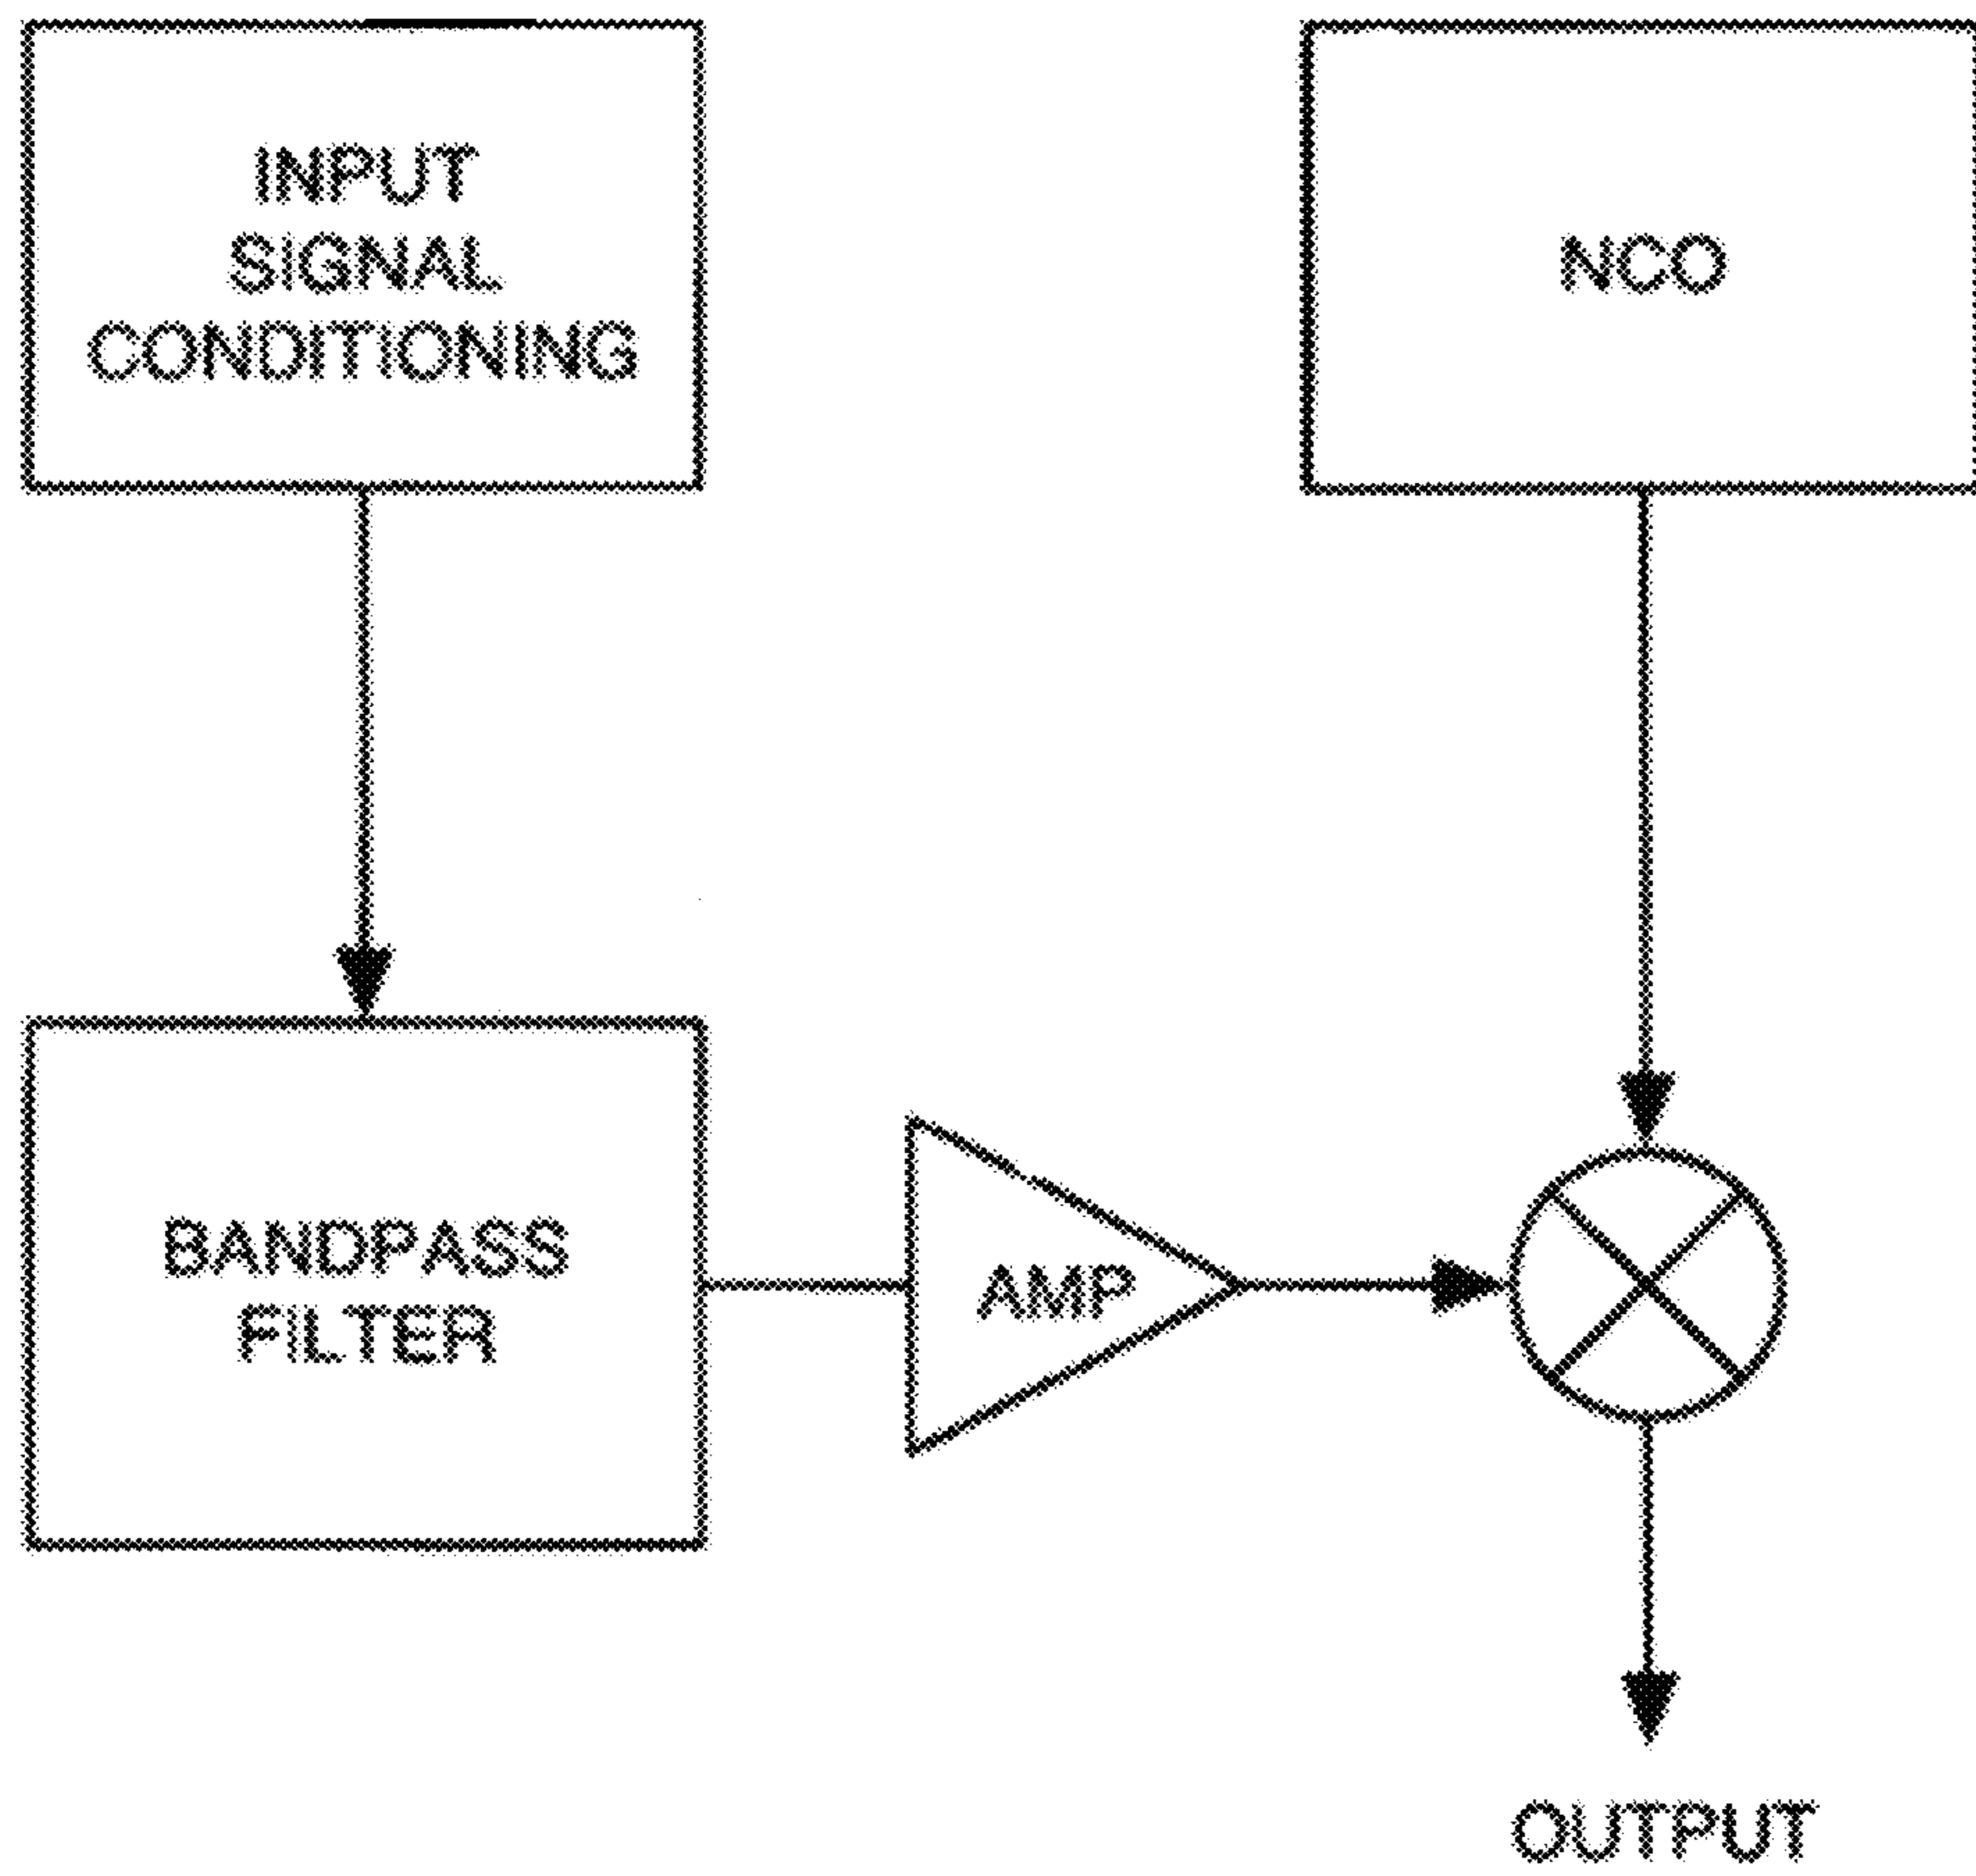 INPUT
SIGNAL
CONDITIONING
NCO
BANDPASS
FILTER
AMP
OUTPUT